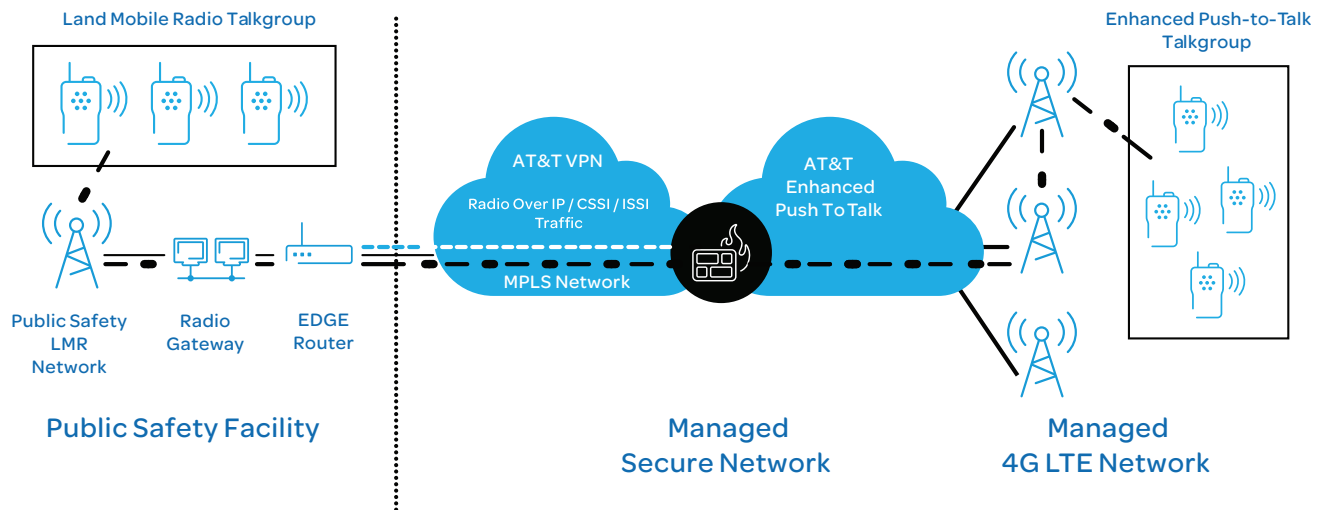 Land Mobile Radio Talkgroup
Enhanced Push-to-Talk
Talkgroup
AT&T VPN
Radio Over IP / CSSI / ISSI
Traffic
MPLS Network
AT&T
Enhanced
Push To Talk
Public Safety
LMR
Network
Radio
Gateway
EDGE
Router
Public Safety Facility
Managed
Secure Network
Managed
4G LTE Network